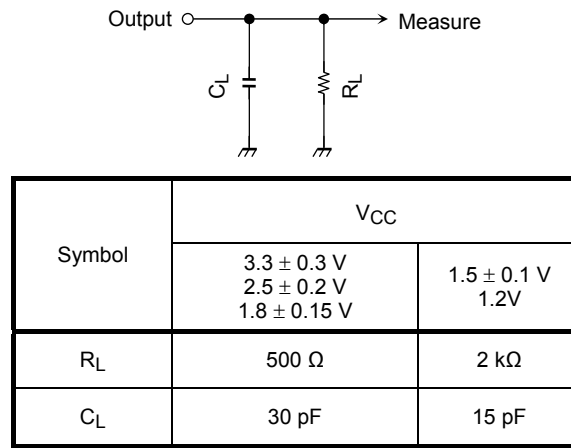 Output
Measure
CL
RL
Symbol
VCC
3.3 ± 0.3 V
2.5 ± 0.2 V
1.8 ± 0.15 V
1.5 ± 0.1 V
1.2V
RL
500 Ω
2 kΩ
CL
30 pF
15 pF